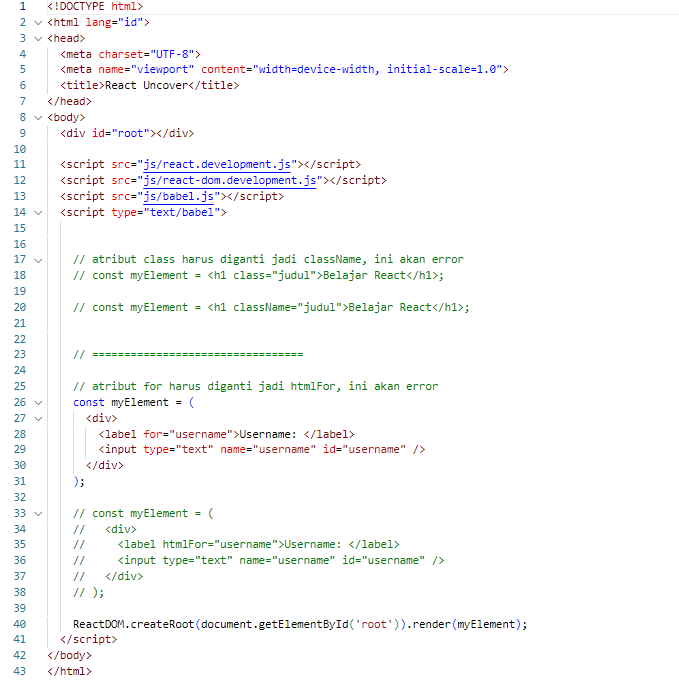 1 <!DOCTYPE html>
2 <html lang="id">
3 <head>
4   <meta charset="UTF-8">
5   <meta name="viewport" content="width=device-width, initial-scale=1.0">
6   <title>React Uncover</title>
7 </head>
8 <body>
9   <div id="root"></div>
10
11   <script src="js/react.development.js"></script>
12   <script src="js/react-dom.development.js"></script>
13   <script src="js/babel.js"></script>
14   <script type="text/babel">
15
16
17     // atribut class harus diganti jadi className, ini akan error
18     // const myElement = <h1 class="judul">Belajar React</h1>;
19
20     // const myElement = <h1 className="judul">Belajar React</h1>;
21
22
23     // =================================
24
25     // atribut for harus diganti jadi htmlFor, ini akan error
26     const myElement = (
27       <div>
28         <label for="username">Username: </label>
29         <input type="text" name="username" id="username" />
30       </div>
31     );
32
33     // const myElement = (
34     //   <div>
35     //     <label htmlFor="username">Username: </label>
36     //     <input type="text" name="username" id="username" />
37     //   </div>
38     // );
39
40     ReactDOM.createRoot(document.getElementById('root')).render(myElement);
41   </script>
42 </body>
43 </html>